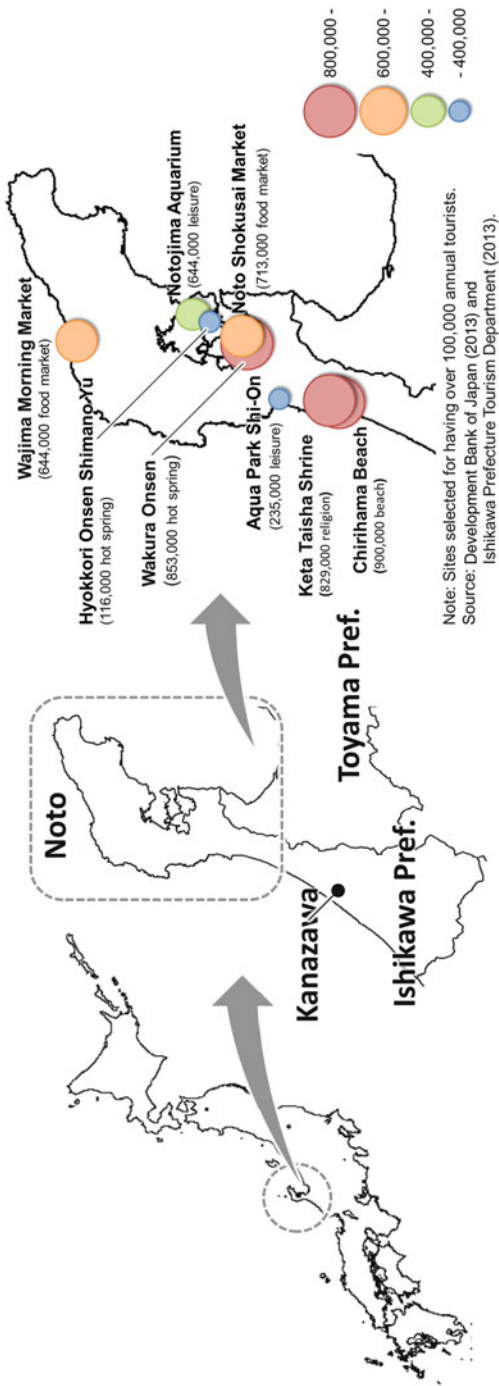 Noto
Kanazawa
Ishikawa Pref.
Toyama Pref.
Wajima Morning Market
(644,000 food market)
Hyokkori Onsen Shimano-Yu
(116,000 hot spring)
Notojima Aquarium
(644,000 leisure)
Wakura Onsen
(853,000 hot spring)
Noto Shokusai Market
(713,000 food market)
Aqua Park Shi-On
(235,000 leisure)
Keta Taisha Shrine
(829,000 religion)
Chirihama Beach
(900,000 beach)
800,000 -
600,000 -
400,000 -
- 400,000
Note: Sites selected for having over 100,000 annual tourists.
Source: Development Bank of Japan (2013) and
Ishikawa Prefecture Tourism Department (2013).